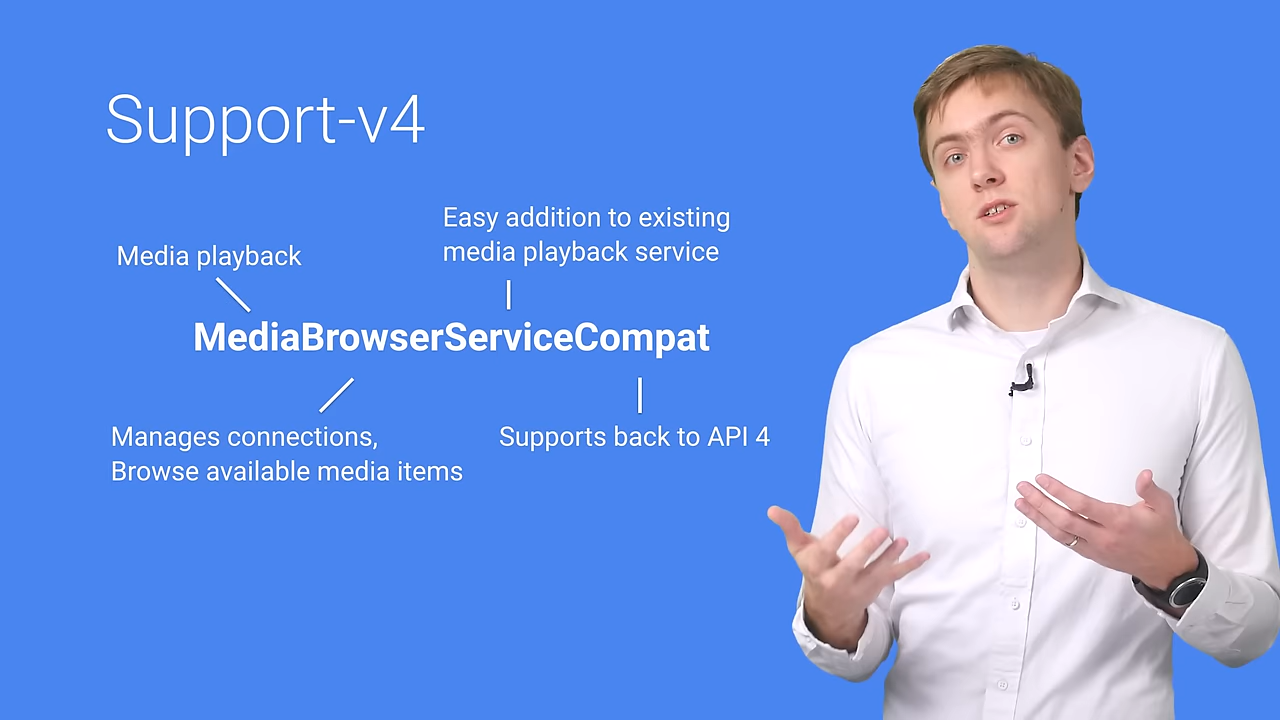 Support-v4
Easy addition to existing
media playback service
Media playback
MediaBrowserServiceCompat
Manages connections,
Browse available media items
Supports back to API 4